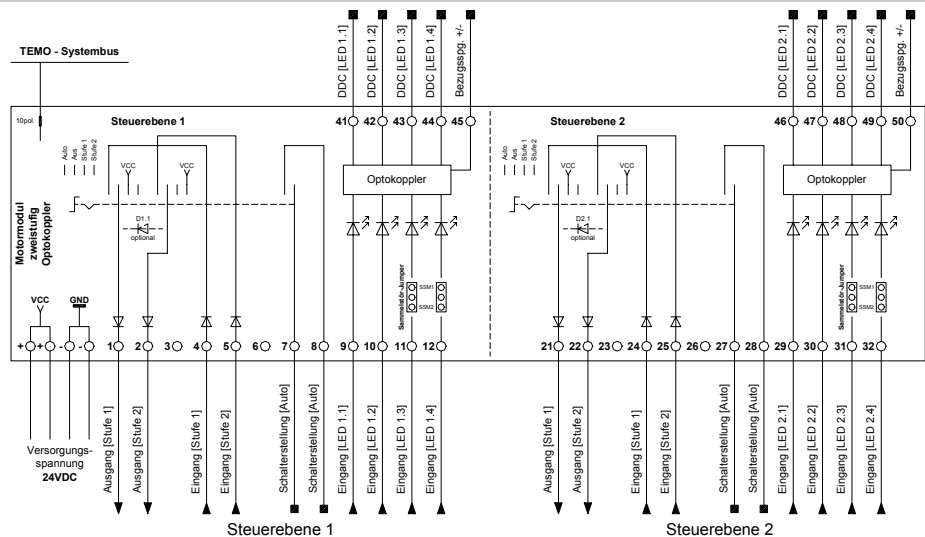 DDC [LED 1.1]
DDC [LED 1.2]
DDC [LED 1.3]
DDC [LED 1.4]
Bezugsspg. +/-
DDC [LED 2.1]
DDC [LED 2.2]
DDC [LED 2.3]
DDC [LED 2.4]
Bezugsspg. +/-
TEMO - Systembus
10pol.
Steuerebene 1
41
42
43
44
45
Steuerebene 2
46
47
48
49
50
Auto
Aus
Stufe 1
Stufe 2
VCC
VCC
Optokoppler
Auto
Aus
Stufe 1
Stufe 2
VCC
VCC
Optokoppler
Motormodul
zweistufig
Optokoppler
D1.1
optional
D2.1
optional
Sammelstör-Jumper
SSM1
SSM2
Sammelstör-Jumper
SSM1
SSM2
VCC
GND
+
+
-
-
1
2
3
4
5
6
7
8
9
10
11
12
21
22
23
24
25
26
27
28
29
30
31
32
Versorgungs-
spannung
24VDC
Ausgang [Stufe 1]
Ausgang [Stufe 2]
Eingang [Stufe 1]
Eingang [Stufe 2]
Schalterstellung [Auto]
Schalterstellung [Auto]
Eingang [LED 1.1]
Eingang [LED 1.2]
Eingang [LED 1.3]
Eingang [LED 1.4]
Ausgang [Stufe 1]
Ausgang [Stufe 2]
Eingang [Stufe 1]
Eingang [Stufe 2]
Schalterstellung [Auto]
Schalterstellung [Auto]
Eingang [LED 2.1]
Eingang [LED 2.2]
Eingang [LED 2.3]
Eingang [LED 2.4]
Steuerebene 1
Steuerebene 2